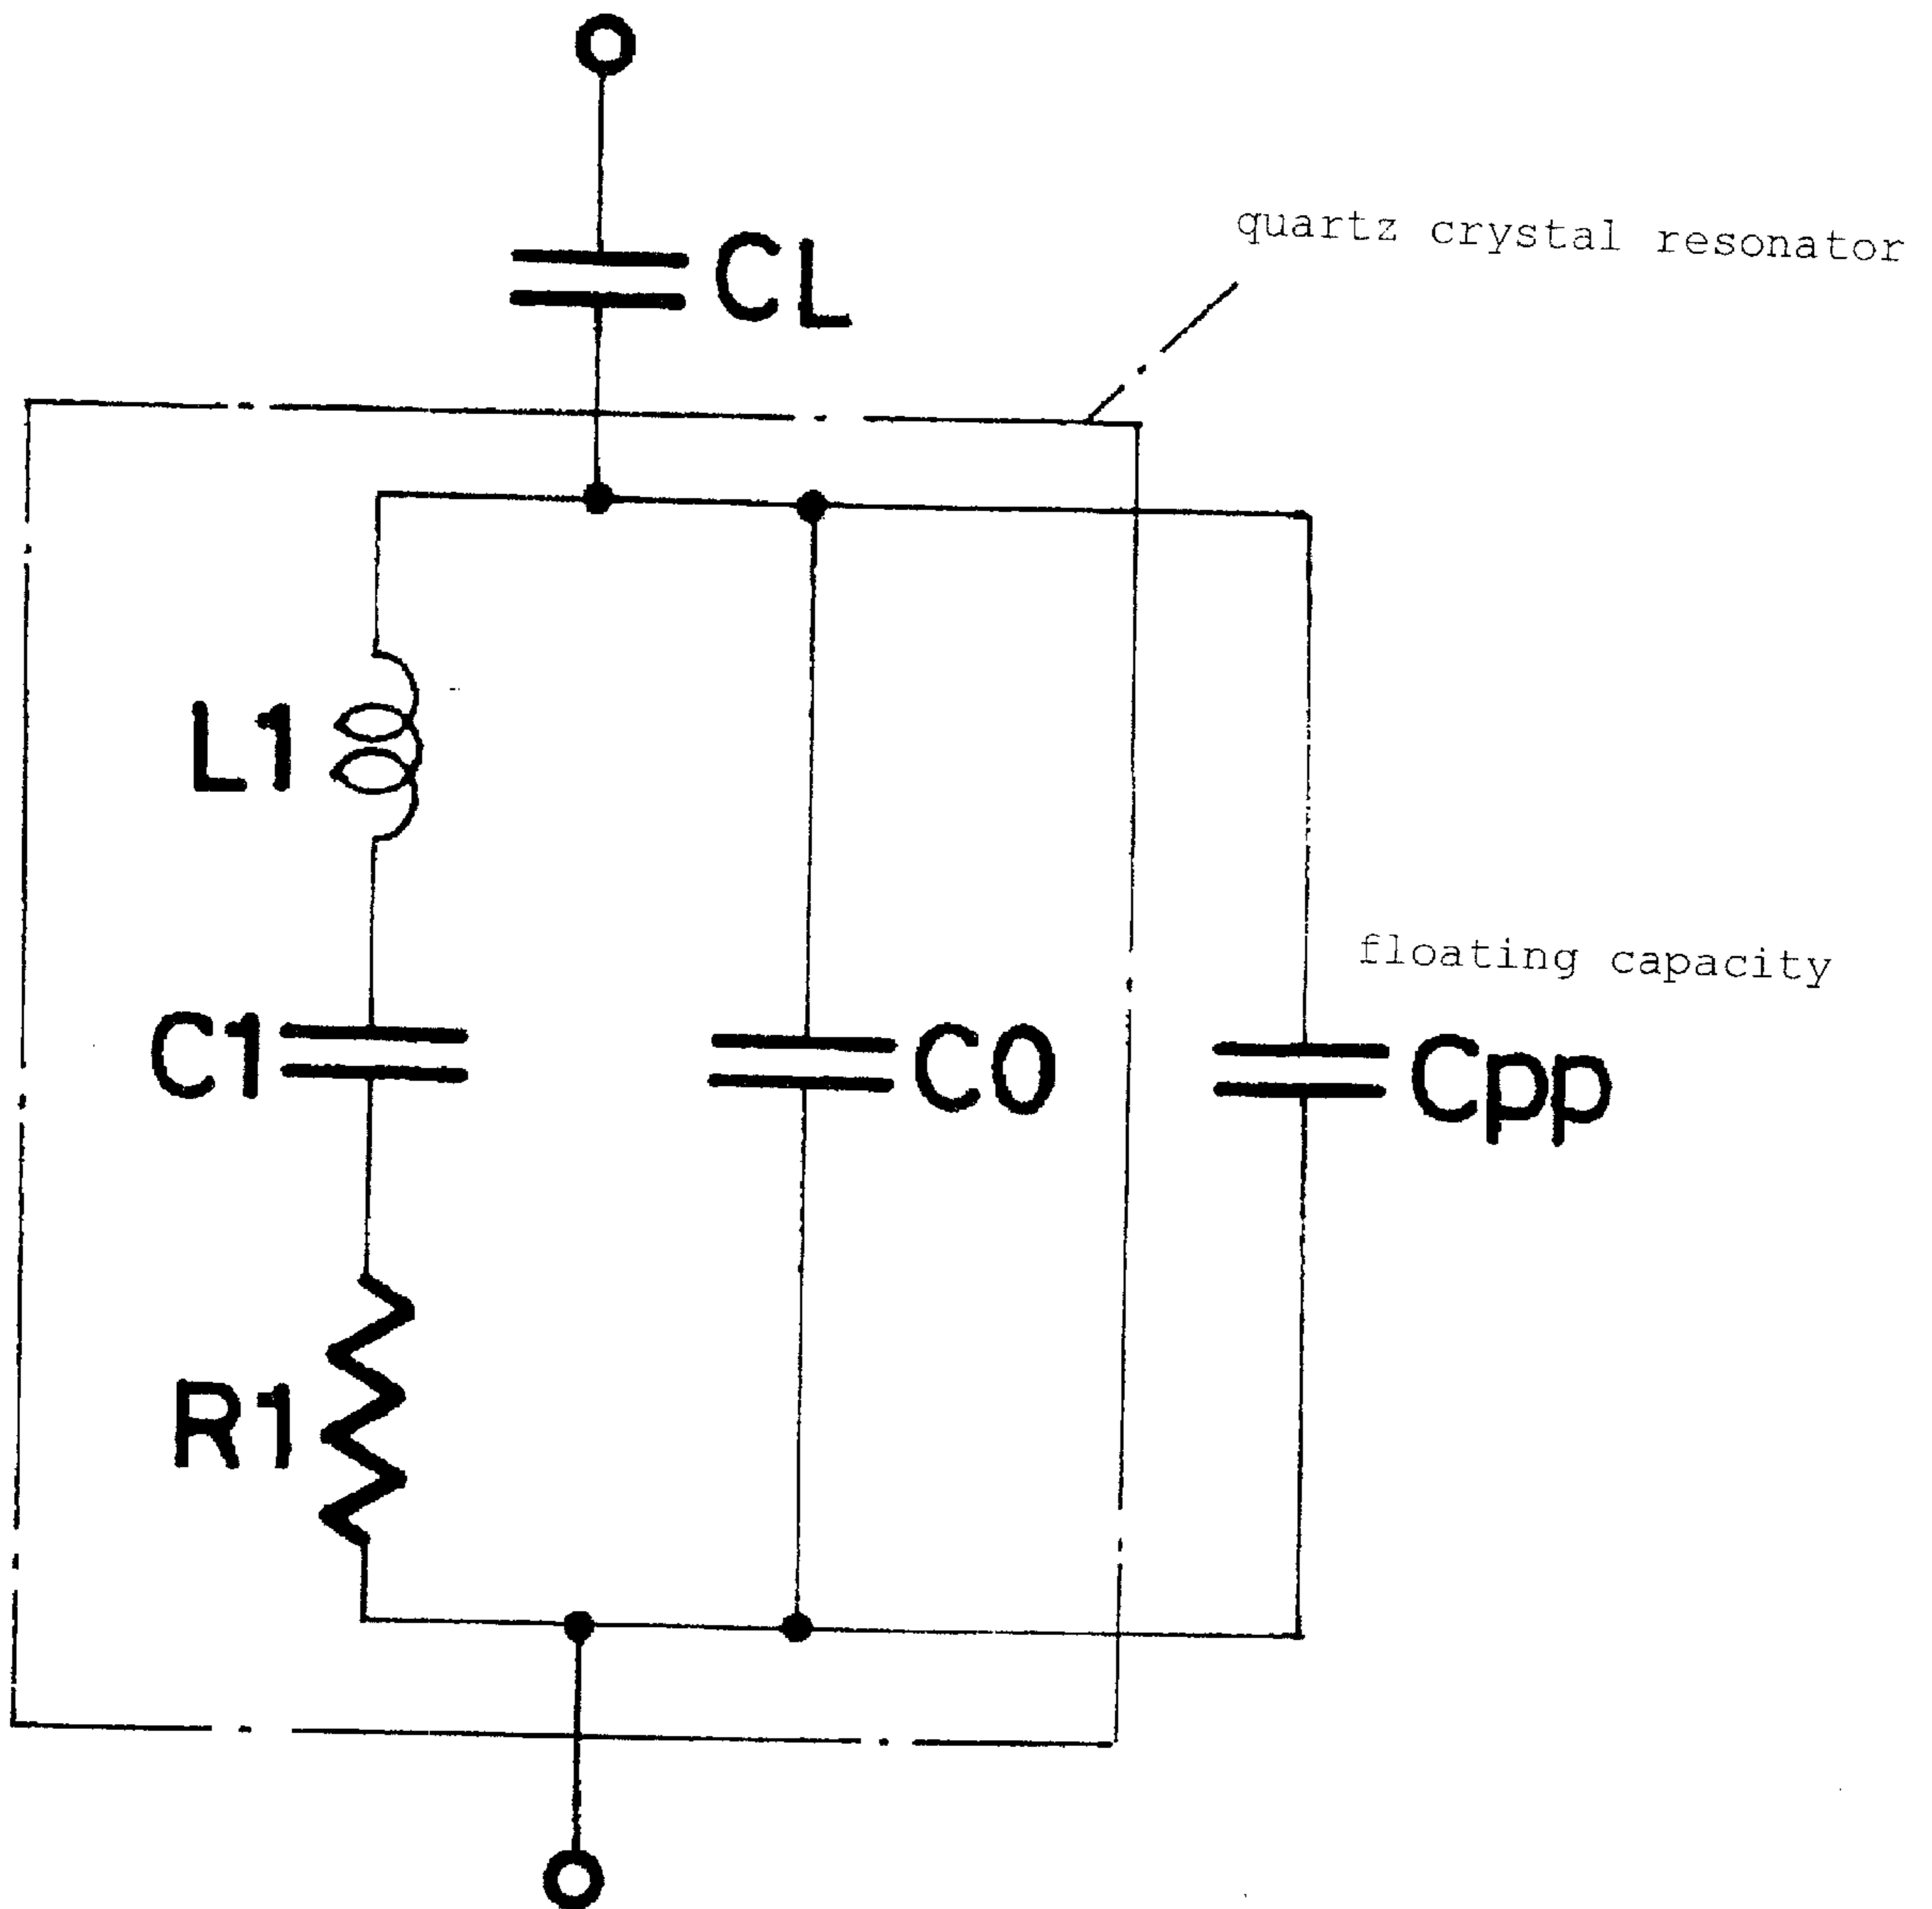 CL
quartz crystal resonator
L1
floating capacity
C1
C0
Cpp
R1